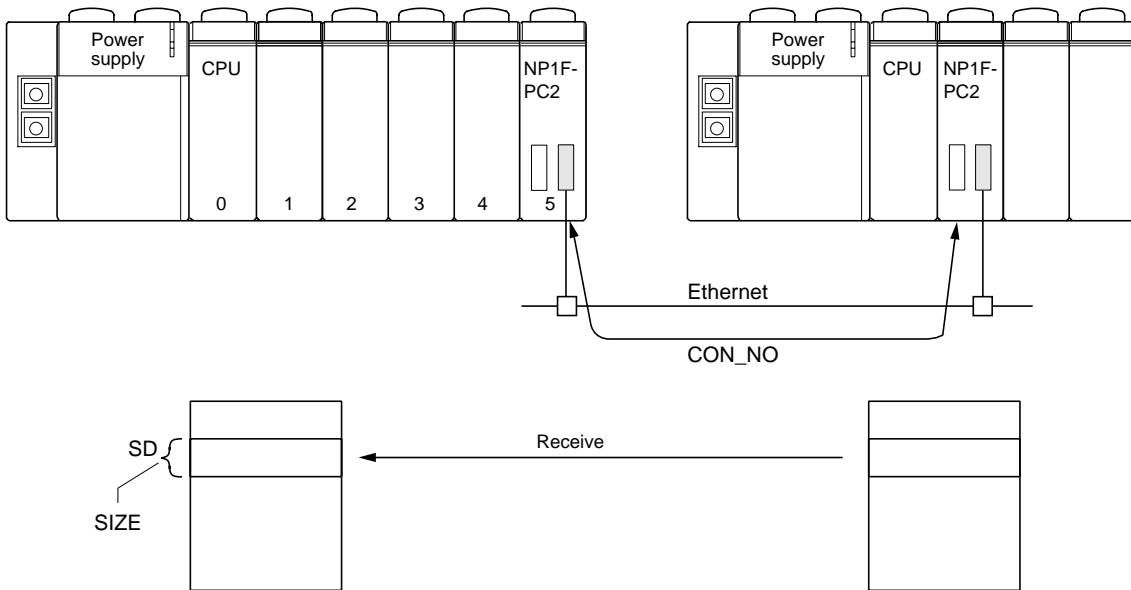 Power
supply
CPU
NP1F-
PC2
0 1 2 3 4 5
Power
supply
CPU
NP1F-
PC2
Ethernet
CON_NO
SD
SIZE
Receive